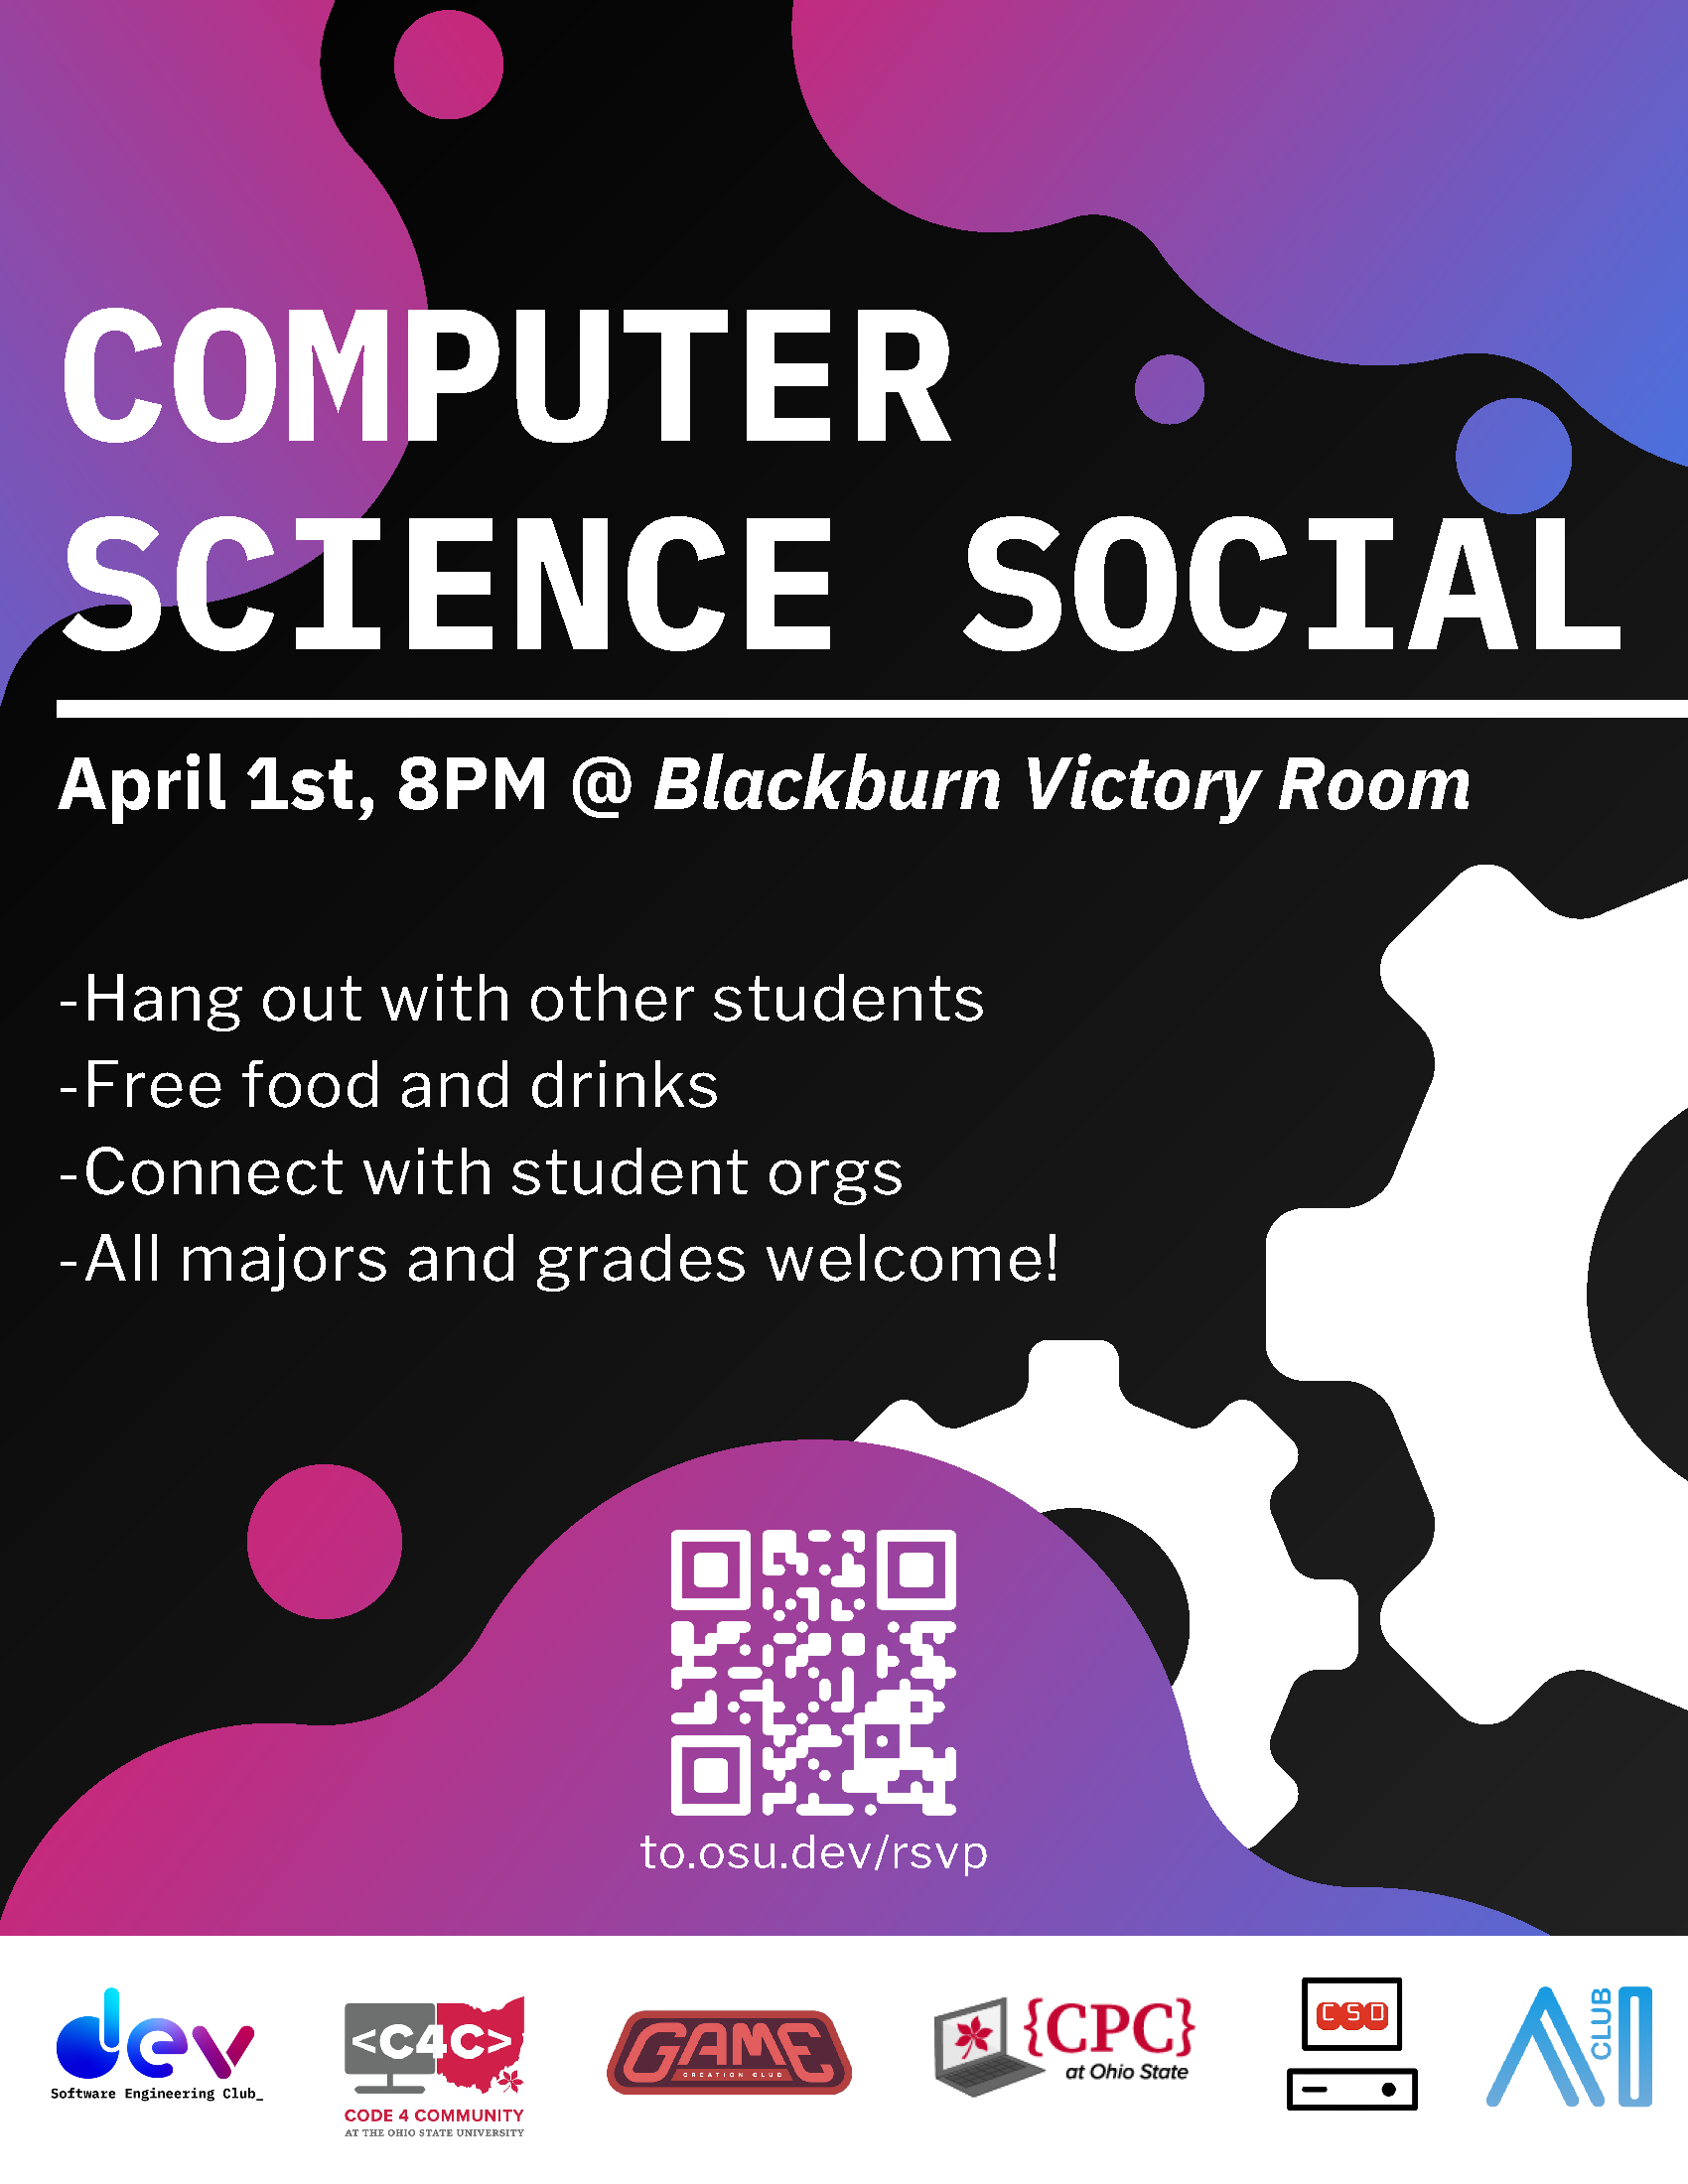 COMPUTER
SCIENCE SOCIAL
April 1st, 8PM @ Blackburn Victory Room
-Hang out with other students
-Free food and drinks
-Connect with student orgs
-All majors and grades welcome!
to.osu.dev/rsvp
dev
Software Engineering Club_
<C4C>
CODE 4 COMMUNITY
AT THE OHIO STATE UNIVERSITY
GAME
CREATION CLUB
{CPC}
at Ohio State
CSO
AI
CLUB